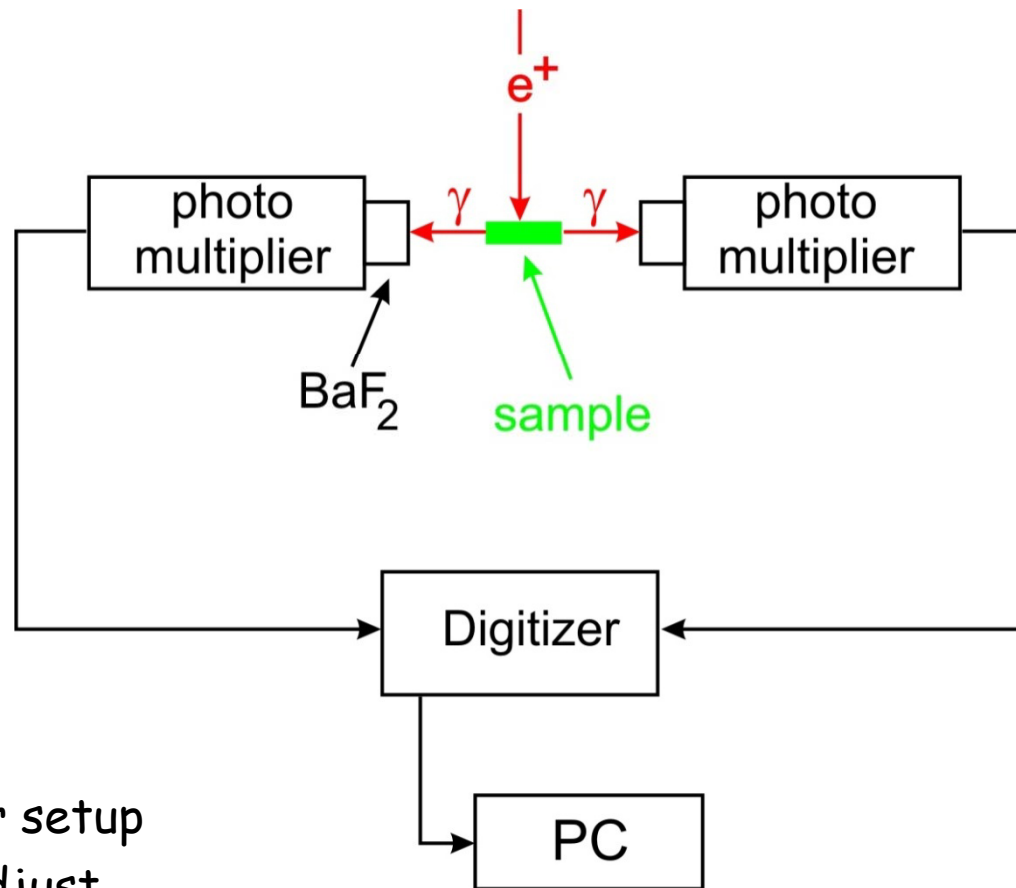 e+
γ
γ
photo
multiplier
photo
multiplier
BaF2
sample
Digitizer
PC
setup